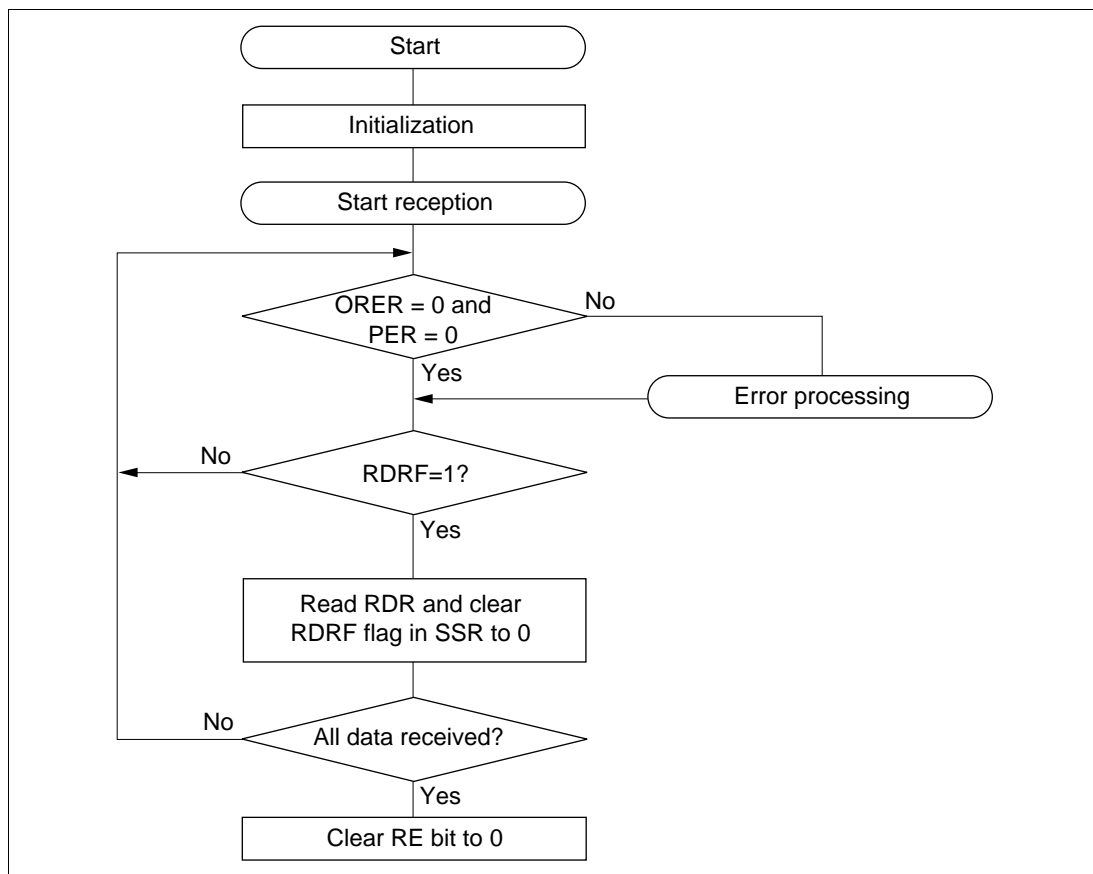 Start
Initialization
Start reception
ORER = 0 and
PER = 0
No
Yes
Error processing
No
RDRF=1?
Yes
Read RDR and clear
RDRF flag in SSR to 0
No
All data received?
Yes
Clear RE bit to 0